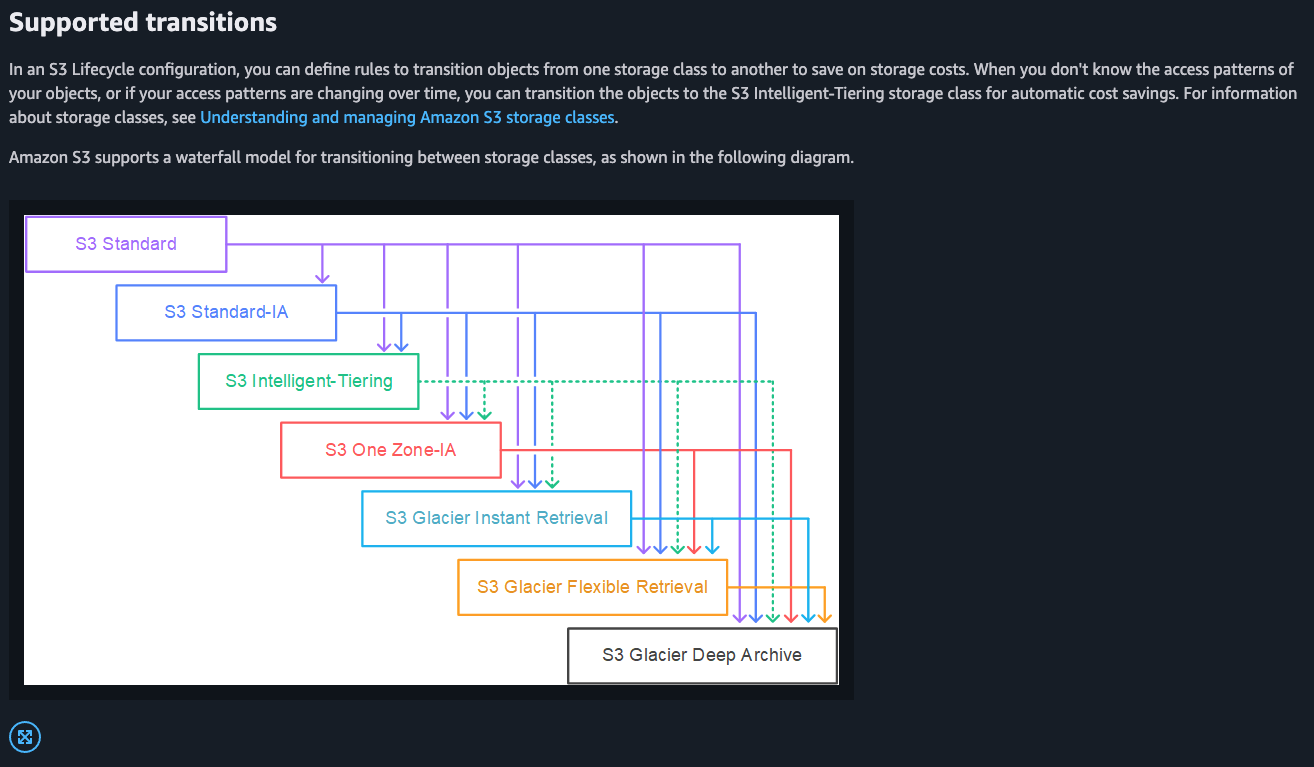 Supported transitions
In an S3 Lifecycle configuration, you can define rules to transition objects from one storage class to another to save on storage costs. When you don't know the access patterns of
your objects, or if your access patterns are changing over time, you can transition the objects to the S3 Intelligent-Tiering storage class for automatic cost savings. For information
about storage classes, see Understanding and managing Amazon S3 storage classes.
Amazon S3 supports a waterfall model for transitioning between storage classes, as shown in the following diagram.
S3 Standard
S3 Standard-IA
S3 Intelligent-Tiering
S3 One Zone-IA
S3 Glacier Instant Retrieval
S3 Glacier Flexible Retrieval
S3 Glacier Deep Archive